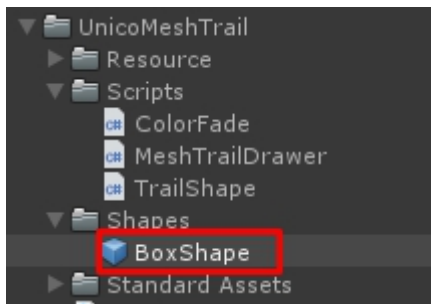 UnicoMeshTrail
Resource
Scripts
C# ColorFade
C# MeshTrailDrawer
C# TrailShape
Shapes
BoxShape
Standard Assets